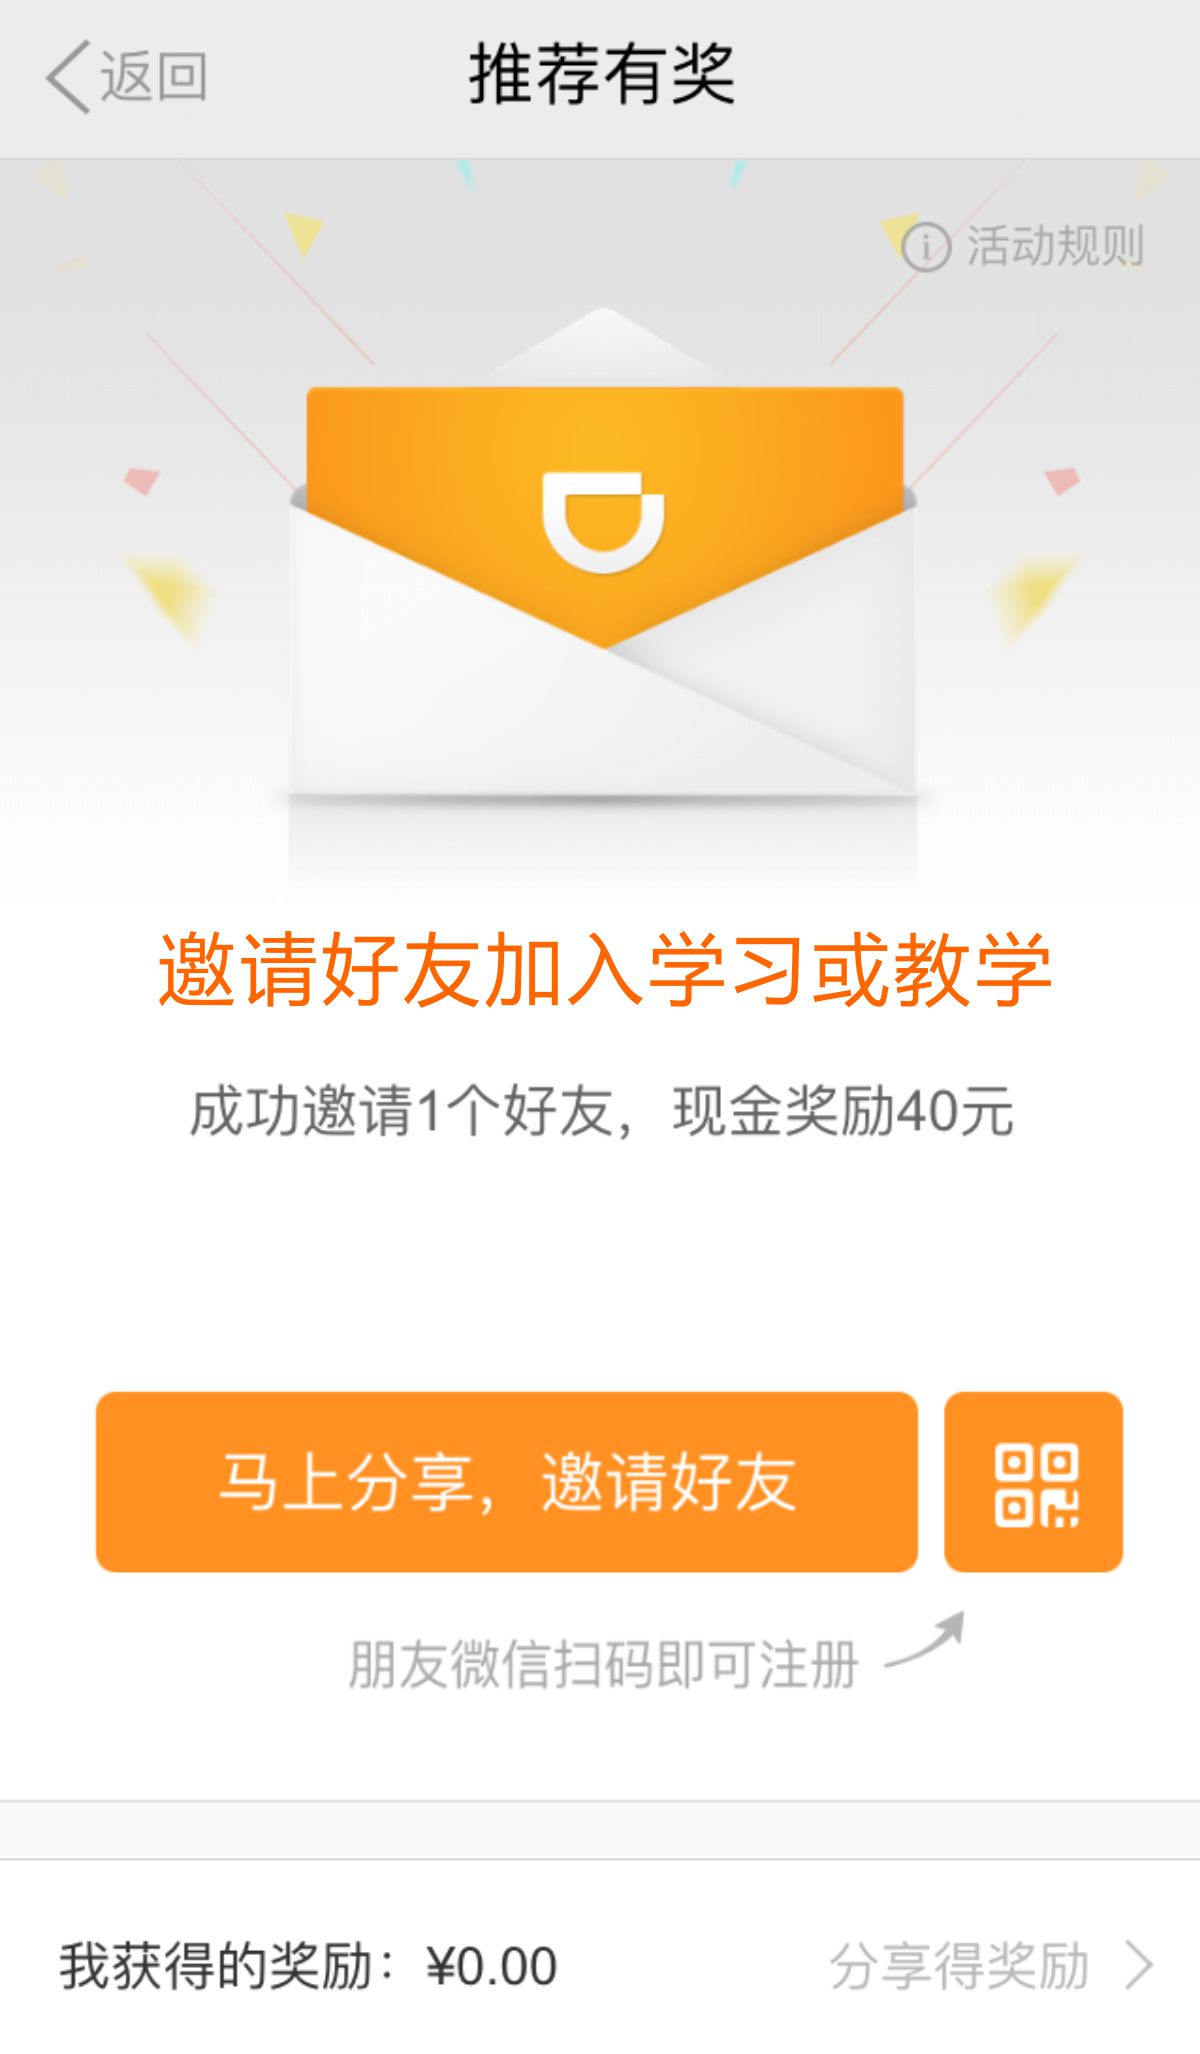 返回
推荐有奖
活动规则
邀请好友加入学习或教学
成功邀请1个好友，现金奖励40元
马上分享，邀请好友
朋友微信扫码即可注册
我获得的奖励：¥0.00
分享得奖励